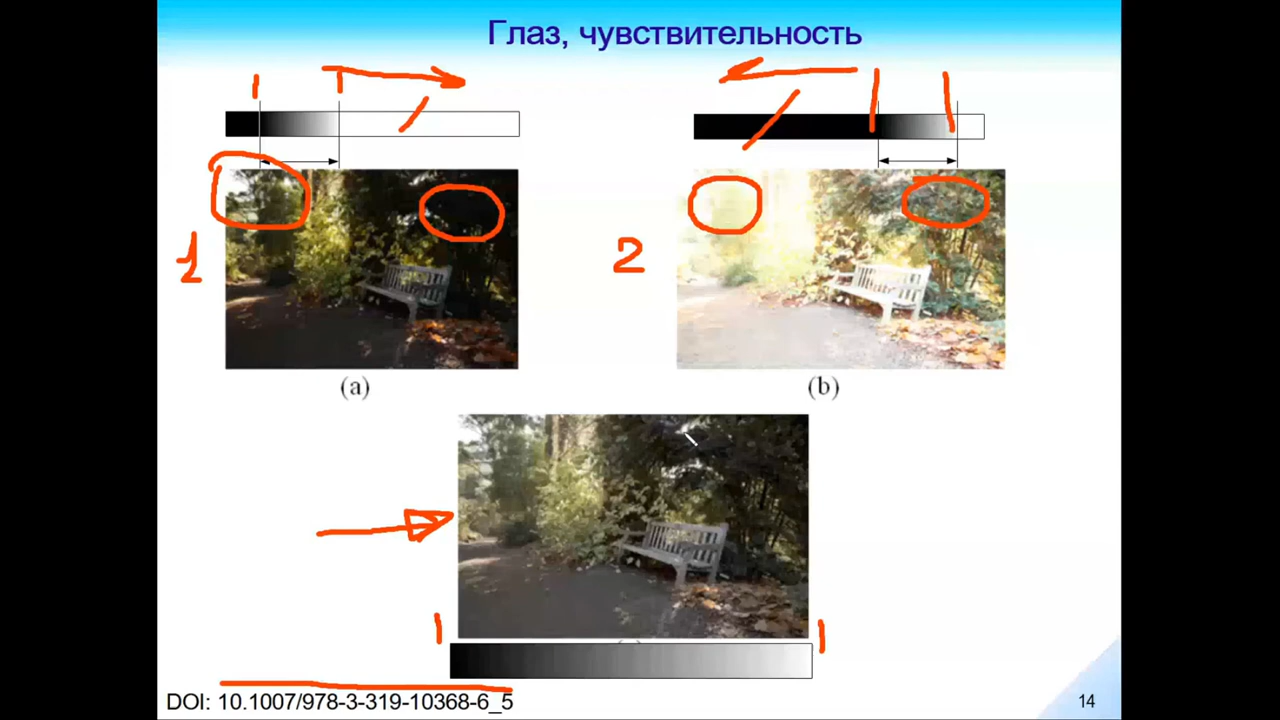 Глаз, чувствительность
1
2
(a)
(b)
DOI: 10.1007/978-3-319-10368-6_5
14